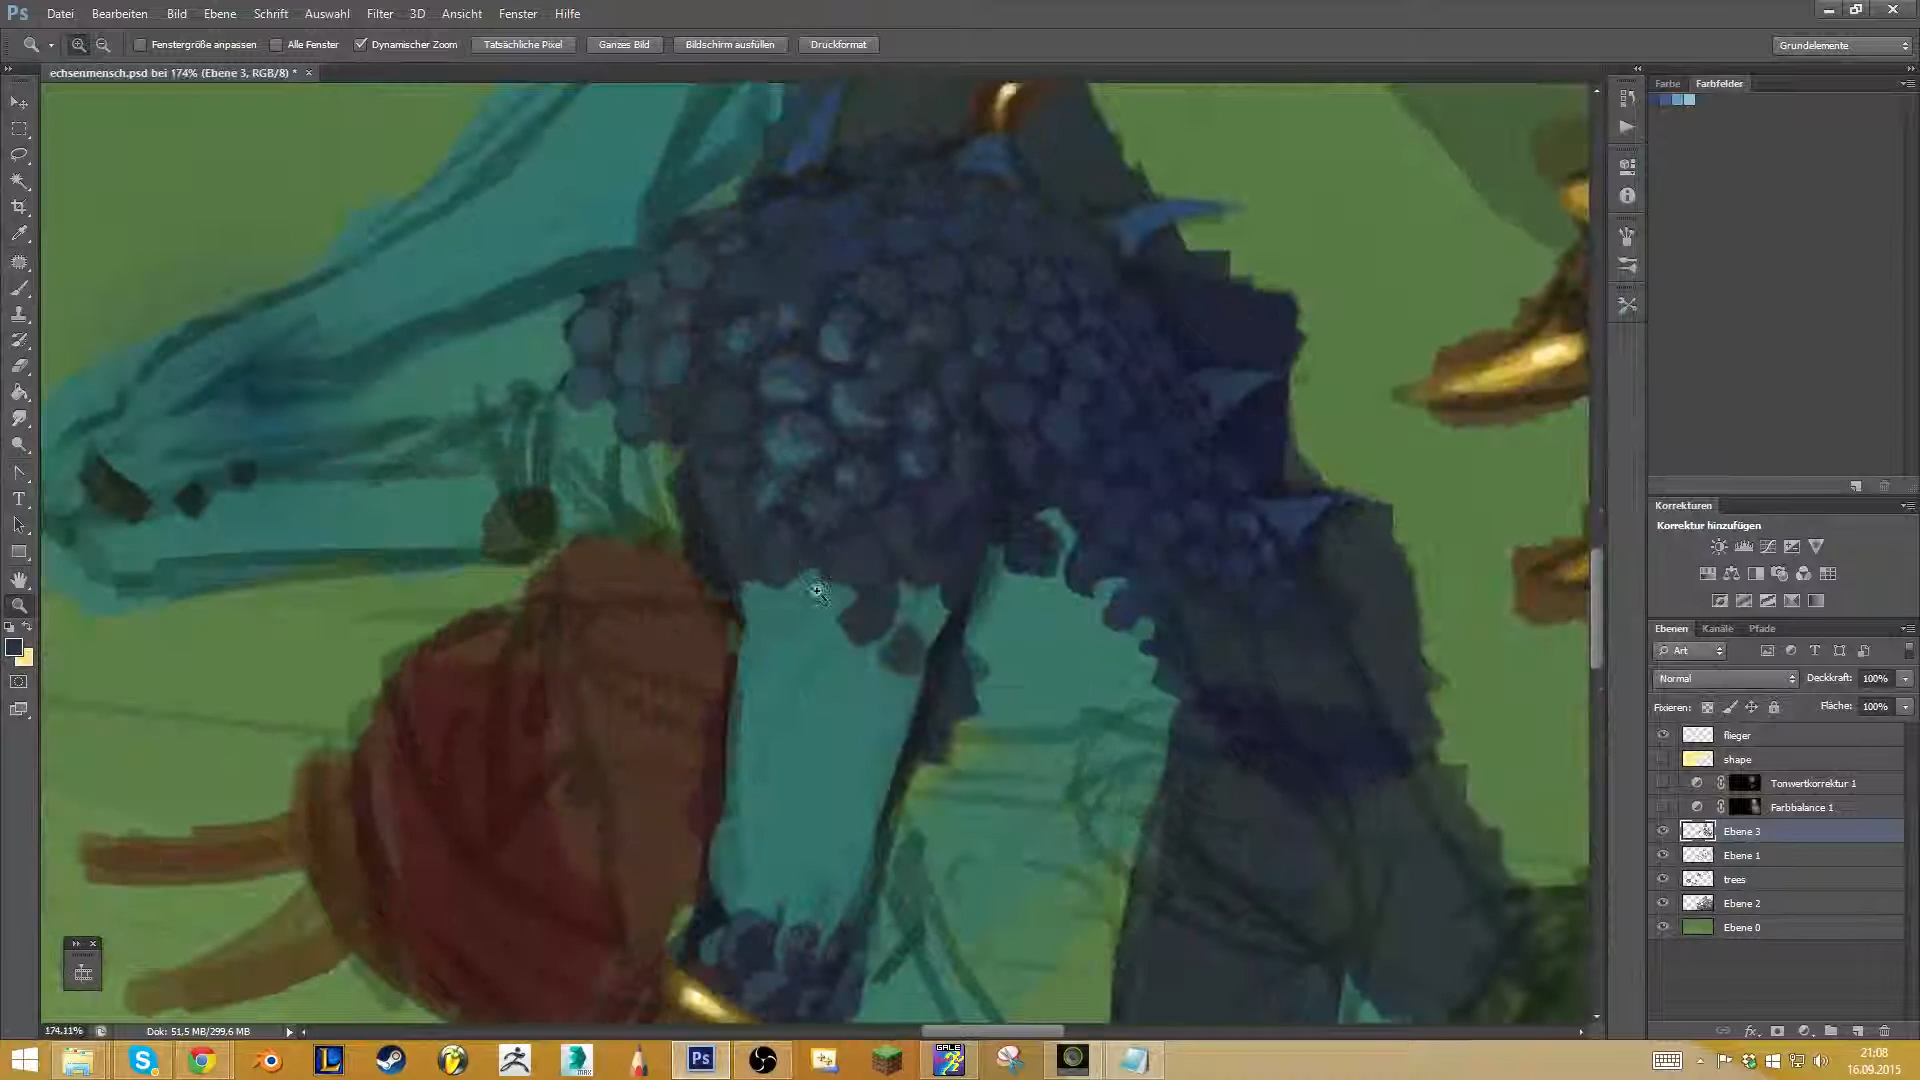 Ps Datei Bearbeiten Bild Ebene Schrift Auswahl Filter 3D Ansicht Fenster Hilfe
Fenstergröße anpassen Alle Fenster Dynamischer Zoom Tatsächliche Pixel Ganzes Bild Bildschirm ausfüllen Druckformat Grundelemente
echsenmensch.psd bei 174% (Ebene 3, RGB/8) * ×
Farbe Farbfelder
Korrekturen
Korrektur hinzufügen
Ebenen Kanäle Pfade
Art
Normal Deckkraft: 100%
Fixieren: Fläche: 100%
flieger
shape
Tonwertkorrektur 1
Farbbalance 1
Ebene 3
Ebene 1
trees
Ebene 2
Ebene 0
174.11% Dok: 51,5 MB/299,6 MB
GALE
Ps
MAX
21:08
16.09.2015